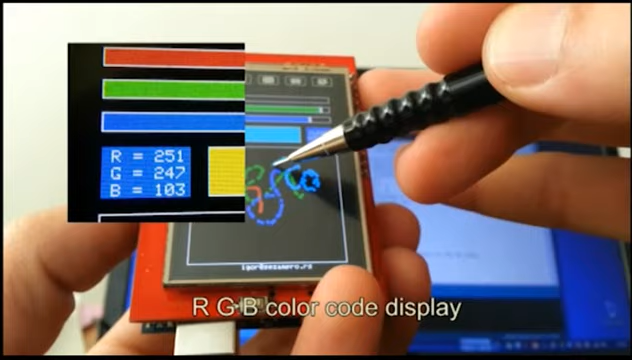 R = 251
G = 247
B = 103
R G B color code display